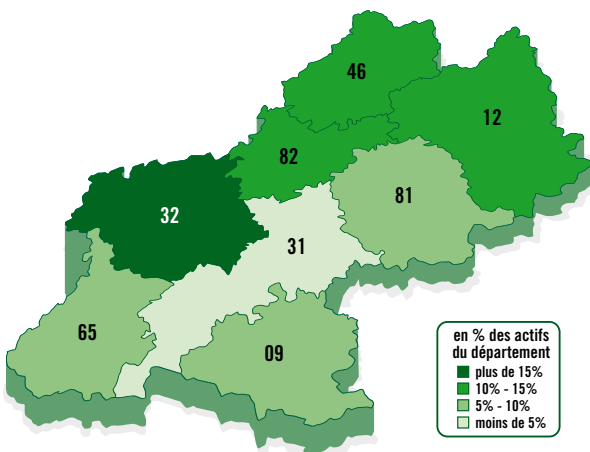 46
12
82
81
32
31
65
09
en % des actifs
du département
plus de 15%
10% - 15%
5% - 10%
moins de 5%